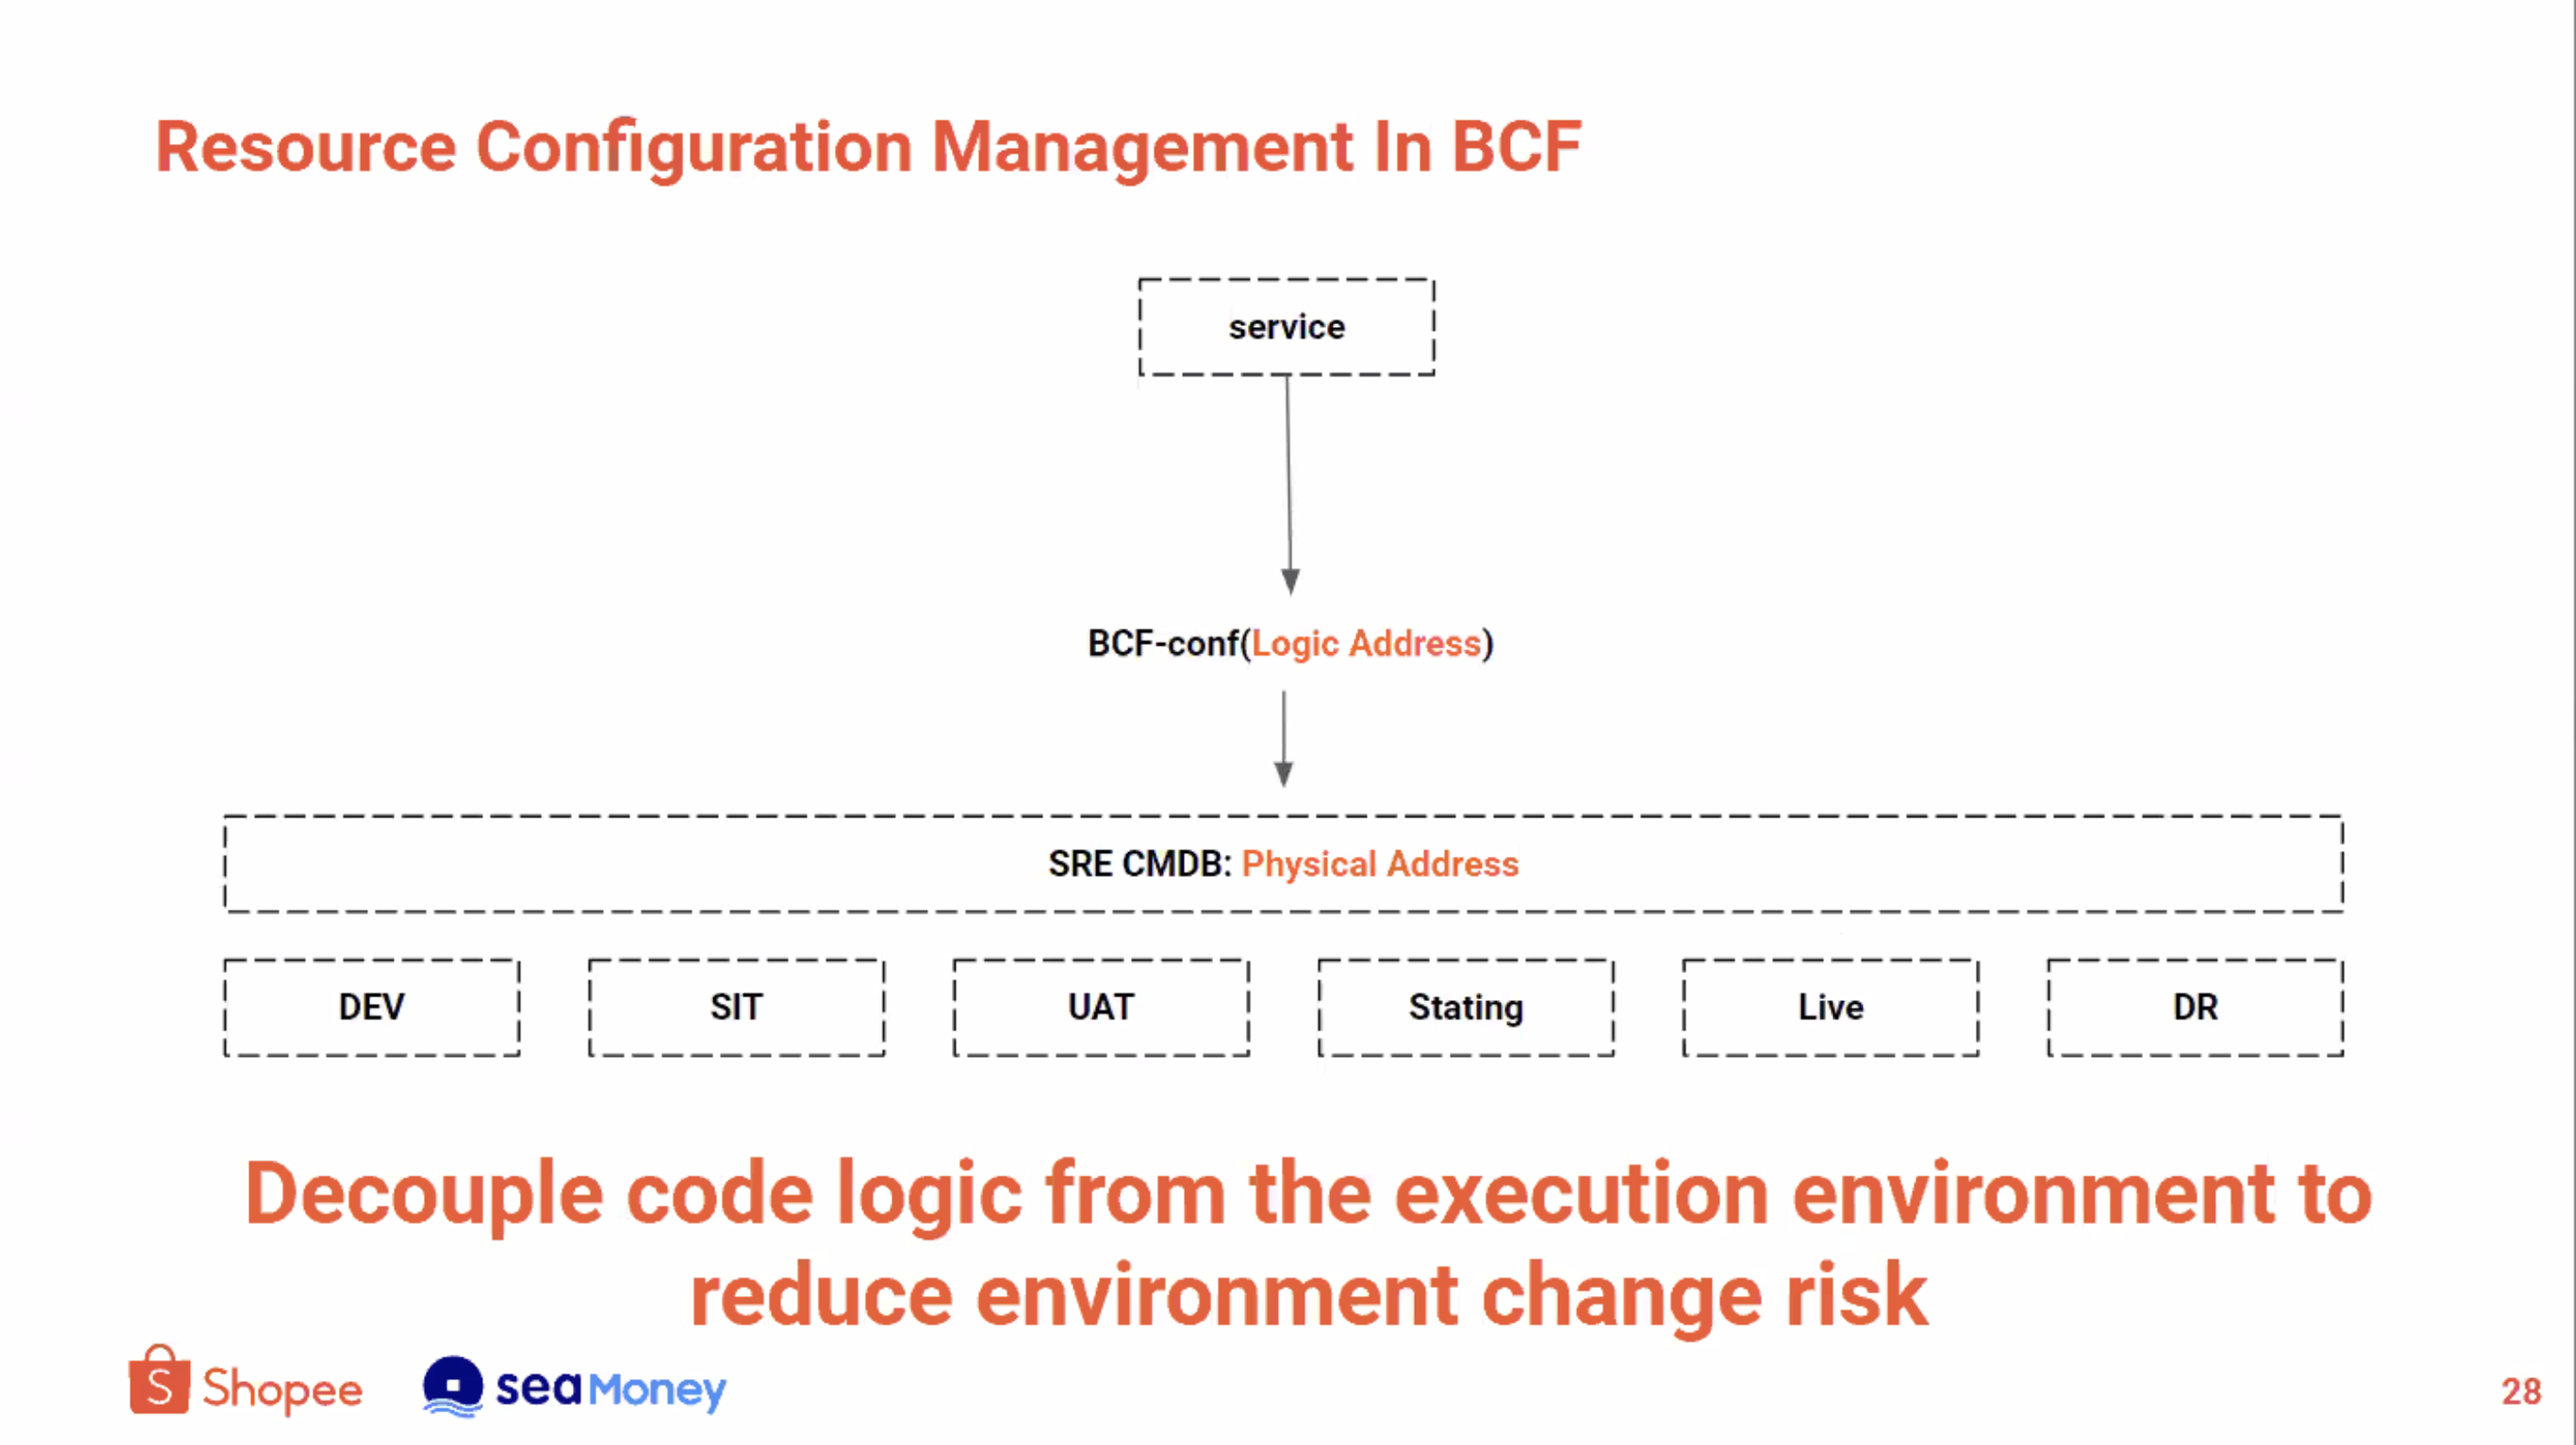 Resource Configuration Management In BCF
service
BCF-conf(Logic Address)
SRE CMDB: Physical Address
DEV
SIT
UAT
Stating
Live
DR
Decouple code logic from the execution environment to
reduce environment change risk
S Shopee
seaMoney
28